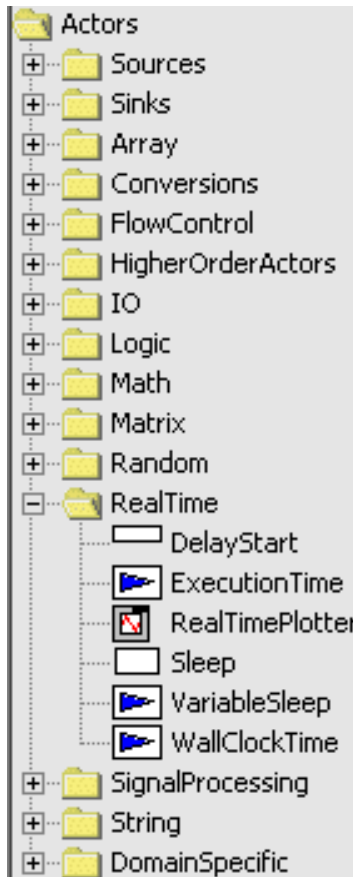 Actors
Sources
Sinks
Array
Conversions
FlowControl
HigherOrderActors
IO
Logic
Math
Matrix
Random
RealTime
DelayStart
ExecutionTime
RealTimePlotter
Sleep
VariableSleep
WallClockTime
SignalProcessing
String
DomainSpecific